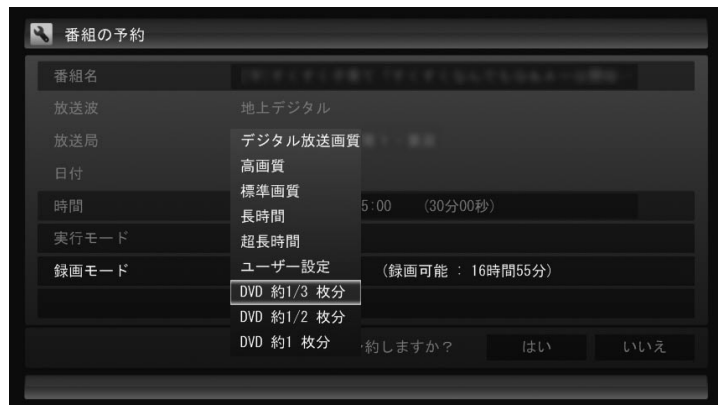 番組の予約
番組名
放送波 地上デジタル
放送局
日付
時間 5:00 (30分00秒)
実行モード
録画モード (録画可能 : 16時間55分)
デジタル放送画質
高画質
標準画質
長時間
超長時間
ユーザー設定
DVD 約1/3 枚分
DVD 約1/2 枚分
DVD 約1 枚分
約しますか? はい いいえ